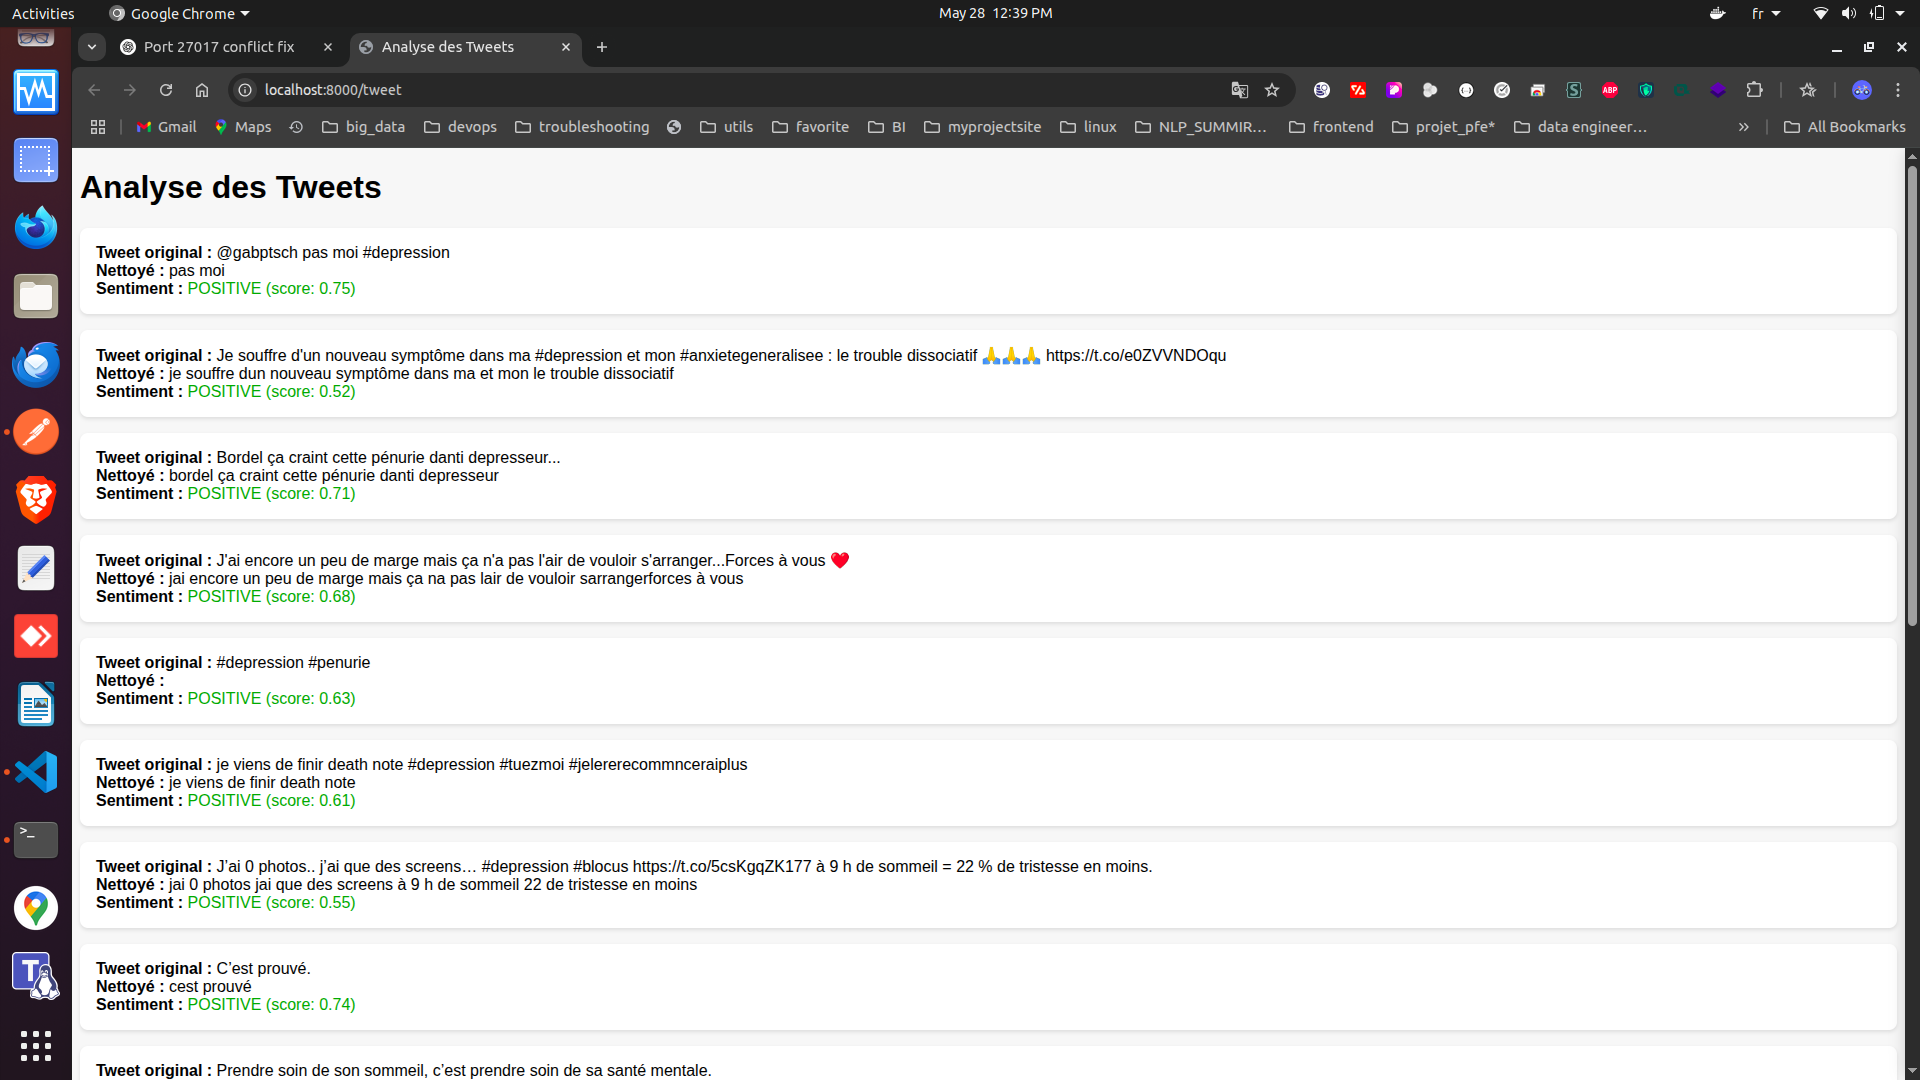 Activities
Google Chrome
May 28 12:39 PM
fr
Port 27017 conflict fix
Analyse des Tweets
localhost:8000/tweet
ABP
Gmail
Maps
big_data
devops
troubleshooting
utils
favorite
BI
myprojectsite
linux
NLP_SUMMIR...
frontend
projet_pfe*
data engineer...
All Bookmarks
Analyse des Tweets
Tweet original : @gabptsch pas moi #depression
Nettoyé : pas moi
Sentiment : POSITIVE (score: 0.75)
Tweet original : Je souffre d'un nouveau symptôme dans ma #depression et mon #anxietegeneralisee : le trouble dissociatif 🙏🙏🙏 https://t.co/e0ZVVNDOqu
Nettoyé : je souffre dun nouveau symptôme dans ma et mon le trouble dissociatif
Sentiment : POSITIVE (score: 0.52)
Tweet original : Bordel ça craint cette pénurie danti depresseur...
Nettoyé : bordel ça craint cette pénurie danti depresseur
Sentiment : POSITIVE (score: 0.71)
Tweet original : J'ai encore un peu de marge mais ça n'a pas l'air de vouloir s'arranger...Forces à vous ❤️
Nettoyé : jai encore un peu de marge mais ça na pas lair de vouloir sarrangerforces à vous
Sentiment : POSITIVE (score: 0.68)
Tweet original : #depression #penurie
Nettoyé :
Sentiment : POSITIVE (score: 0.63)
Tweet original : je viens de finir death note #depression #tuezmoi #jelererecommnceraiplus
Nettoyé : je viens de finir death note
Sentiment : POSITIVE (score: 0.61)
Tweet original : J’ai 0 photos.. j’ai que des screens… #depression #blocus https://t.co/5csKgqZK177 à 9 h de sommeil = 22 % de tristesse en moins.
Nettoyé : jai 0 photos jai que des screens à 9 h de sommeil 22 de tristesse en moins
Sentiment : POSITIVE (score: 0.55)
Tweet original : C’est prouvé.
Nettoyé : cest prouvé
Sentiment : POSITIVE (score: 0.74)
Tweet original : Prendre soin de son sommeil, c’est prendre soin de sa santé mentale.